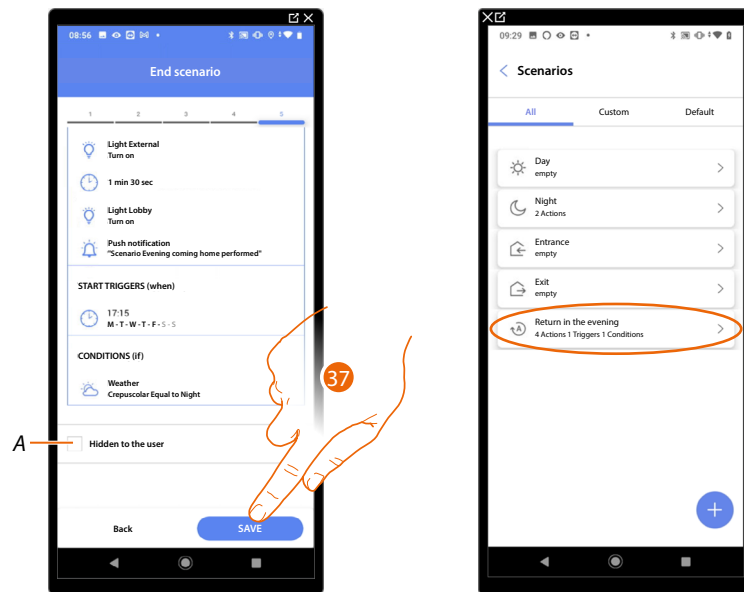 08:56
End scenario
1 2 3 4 5
Light External
Turn on
1 min 30 sec
Light Lobby
Turn on
Push notification
"Scenario Evening coming home performed"
START TRIGGERS (when)
17:15
M - T - W - T - F - S - S
CONDITIONS (if)
Weather
Crepuscolar Equal to Night
A
Hidden to the user
Back SAVE
37
09:29
Scenarios
All Custom Default
Day
empty
Night
2 Actions
Entrance
empty
Exit
empty
A
Return in the evening
4 Actions 1 Triggers 1 Conditions